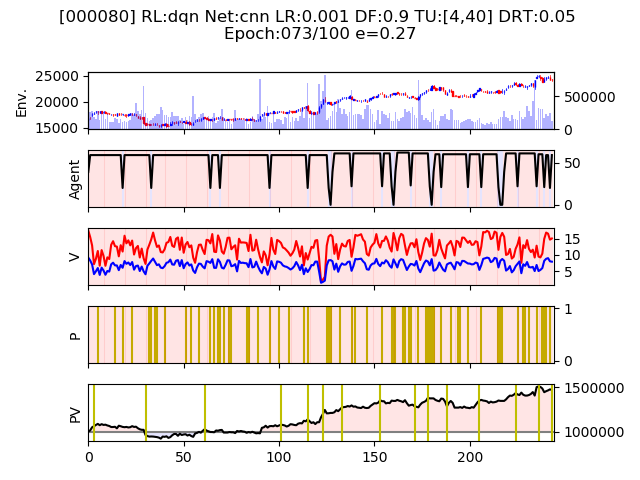 [000080] RL:dqn Net:cnn LR:0.001 DF:0.9 TU:[4,40] DRT:0.05
Epoch:073/100 e=0.27
Env.
25000
20000
15000
500000
0
Agent
50
0
V
15
10
5
P
1
0
PV
1500000
1000000
0 50 100 150 200